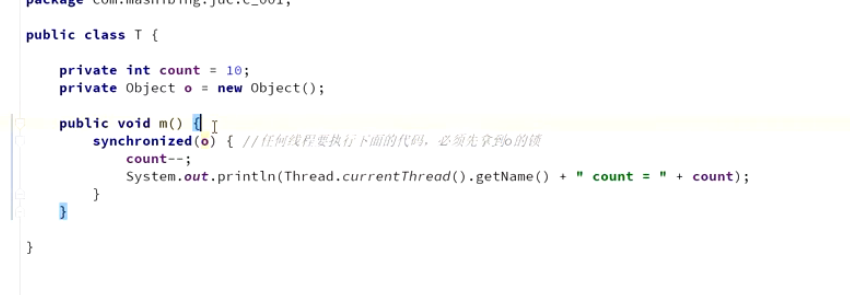 package com.mashibing.juc.c_001;
public class T {
private int count = 10;
private Object o = new Object();
public void m() {
synchronized(o) { //任何线程要执行下面的代码，必须先拿到o的锁
count--;
System.out.println(Thread.currentThread().getName() + " count = " + count);
}
}
}